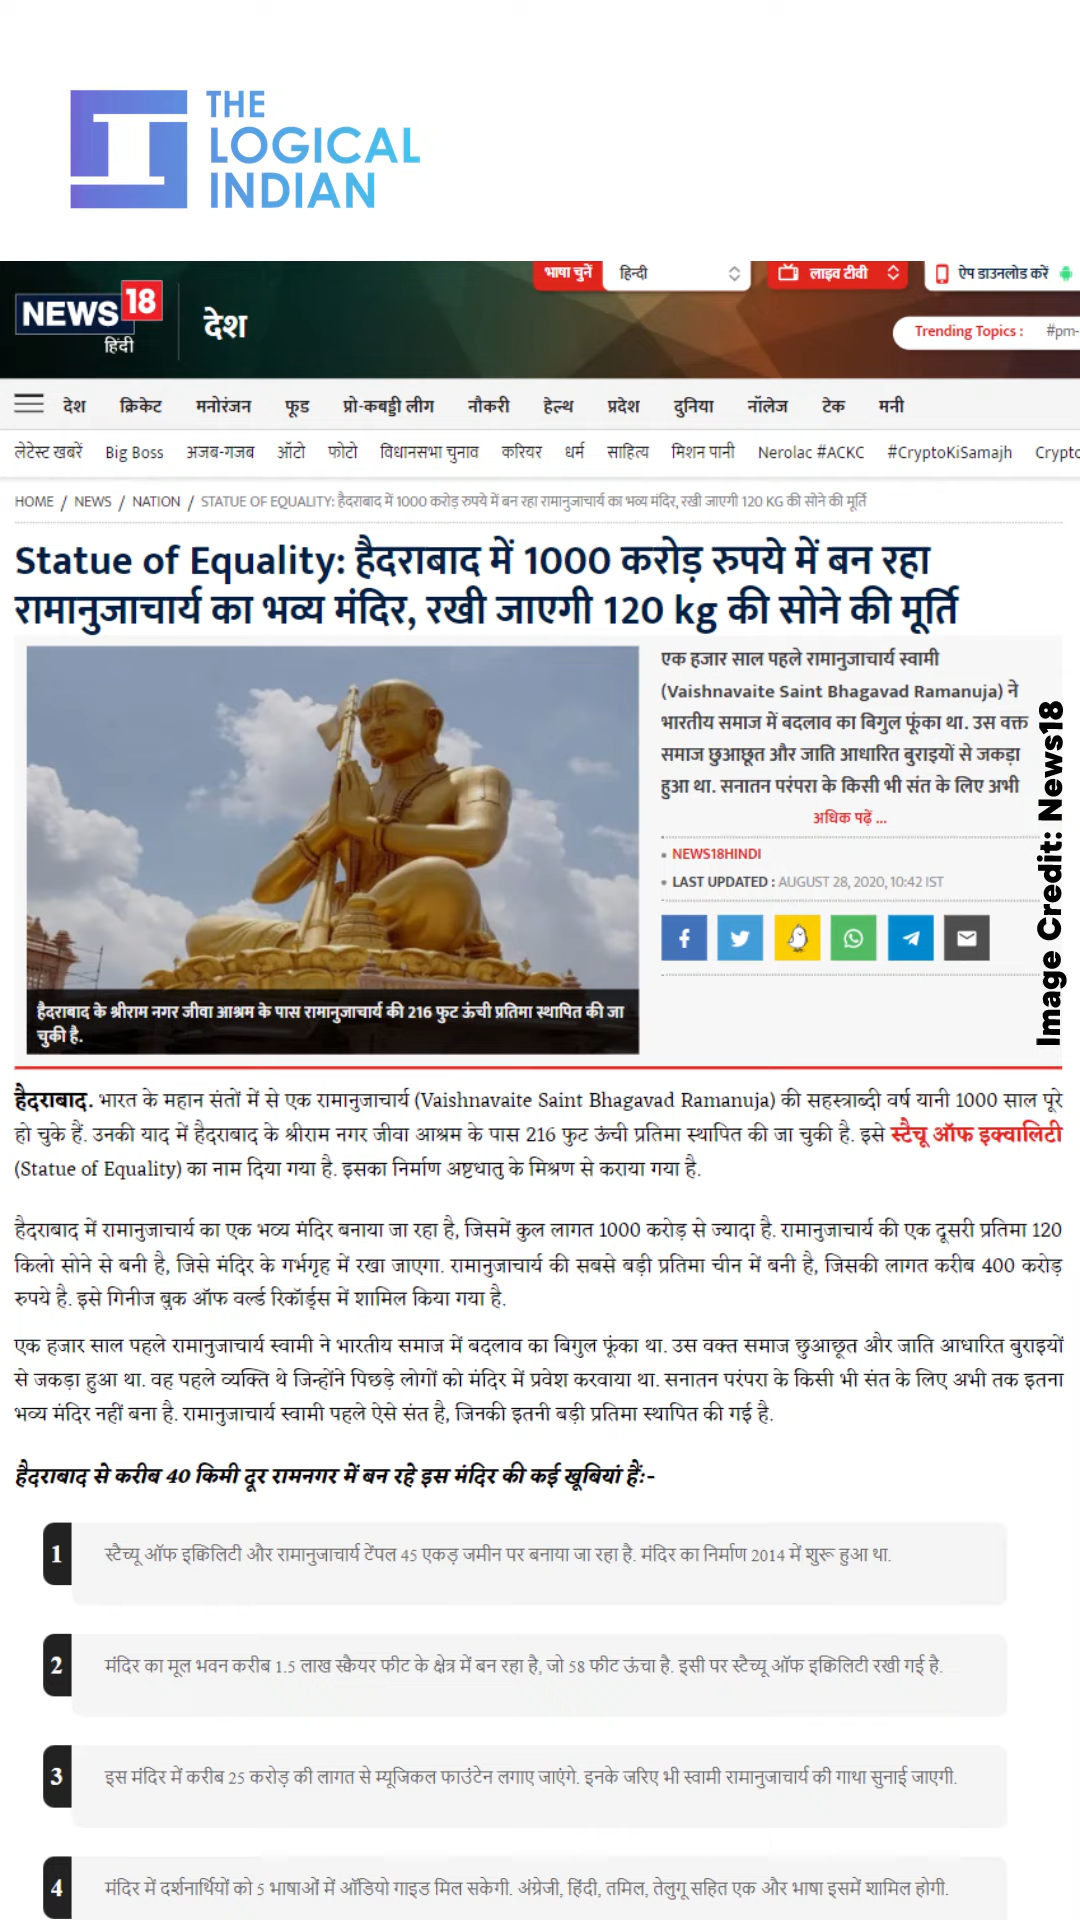 THE
LOGICAL
INDIAN
भाषा चुनें हिन्दी लाइव टीवी ऐप डाउनलोड करें
NEWS 18
हिंदी
देश
Trending Topics : #pm-
देश क्रिकेट मनोरंजन फूड प्रो-कबड्डी लीग नौकरी हेल्थ प्रदेश दुनिया नॉलेज टेक मनी
लेटेस्ट खबरें Big Boss अजब-गजब ऑटो फोटो विधानसभा चुनाव करियर धर्म साहित्य मिशन पानी Nerolac #ACKC #CryptoKiSamajh Crypto
HOME / NEWS / NATION / STATUE OF EQUALITY: हैदराबाद में 1000 करोड़ रुपये में बन रहा रामानुजाचार्य का भव्य मंदिर, रखी जाएगी 120 KG की सोने की मूर्ति
Statue of Equality: हैदराबाद में 1000 करोड़ रुपये में बन रहा
रामानुजाचार्य का भव्य मंदिर, रखी जाएगी 120 kg की सोने की मूर्ति
एक हजार साल पहले रामानुजाचार्य स्वामी
(Vaishnavaite Saint Bhagavad Ramanuja) ने
भारतीय समाज में बदलाव का बिगुल फूंका था. उस वक्त
समाज छुआछूत और जाति आधारित बुराइयों से जकड़ा
हुआ था. सनातन परंपरा के किसी भी संत के लिए अभी
अधिक पढ़ें ...
NEWS18HINDI
LAST UPDATED : AUGUST 28, 2020, 10:42 IST
Image Credit: News18
हैदराबाद के श्रीराम नगर जीवा आश्रम के पास रामानुजाचार्य की 216 फुट ऊंची प्रतिमा स्थापित की जा
चुकी है.
हैदराबाद. भारत के महान संतों में से एक रामानुजाचार्य (Vaishnavaite Saint Bhagavad Ramanuja) की सहस्त्राब्दी वर्ष यानी 1000 साल पूरे
हो चुके हैं. उनकी याद में हैदराबाद के श्रीराम नगर जीवा आश्रम के पास 216 फुट ऊंची प्रतिमा स्थापित की जा चुकी है. इसे स्टैचू ऑफ इक्वालिटी
(Statue of Equality) का नाम दिया गया है. इसका निर्माण अष्टधातु के मिश्रण से कराया गया है.
हैदराबाद में रामानुजाचार्य का एक भव्य मंदिर बनाया जा रहा है, जिसमें कुल लागत 1000 करोड़ से ज्यादा है. रामानुजाचार्य की एक दूसरी प्रतिमा 120
किलो सोने से बनी है, जिसे मंदिर के गर्भगृह में रखा जाएगा. रामानुजाचार्य की सबसे बड़ी प्रतिमा चीन में बनी है, जिसकी लागत करीब 400 करोड़
रुपये है. इसे गिनीज बुक ऑफ वर्ल्ड रिकॉर्ड्स में शामिल किया गया है.
एक हजार साल पहले रामानुजाचार्य स्वामी ने भारतीय समाज में बदलाव का बिगुल फूंका था. उस वक्त समाज छुआछूत और जाति आधारित बुराइयों
से जकड़ा हुआ था. वह पहले व्यक्ति थे जिन्होंने पिछड़े लोगों को मंदिर में प्रवेश करवाया था. सनातन परंपरा के किसी भी संत के लिए अभी तक इतना
भव्य मंदिर नहीं बना है. रामानुजाचार्य स्वामी पहले ऐसे संत है, जिनकी इतनी बड़ी प्रतिमा स्थापित की गई है.
हैदराबाद से करीब 40 किमी दूर रामनगर में बन रहे इस मंदिर की कई खूबियां हैं:-
1 स्टैच्यू ऑफ इक्विलिटी और रामानुजाचार्य टेंपल 45 एकड़ जमीन पर बनाया जा रहा है. मंदिर का निर्माण 2014 में शुरू हुआ था.
2 मंदिर का मूल भवन करीब 1.5 लाख स्कैयर फीट के क्षेत्र में बन रहा है, जो 58 फीट ऊंचा है. इसी पर स्टैच्यू ऑफ इक्विलिटी रखी गई है.
3 इस मंदिर में करीब 25 करोड़ की लागत से म्यूजिकल फाउंटेन लगाए जाएंगे. इनके जरिए भी स्वामी रामानुजाचार्य की गाथा सुनाई जाएगी.
4 मंदिर में दर्शनार्थियों को 5 भाषाओं में ऑडियो गाइड मिल सकेगी. अंग्रेजी, हिंदी, तमिल, तेलुगू सहित एक और भाषा इसमें शामिल होगी.